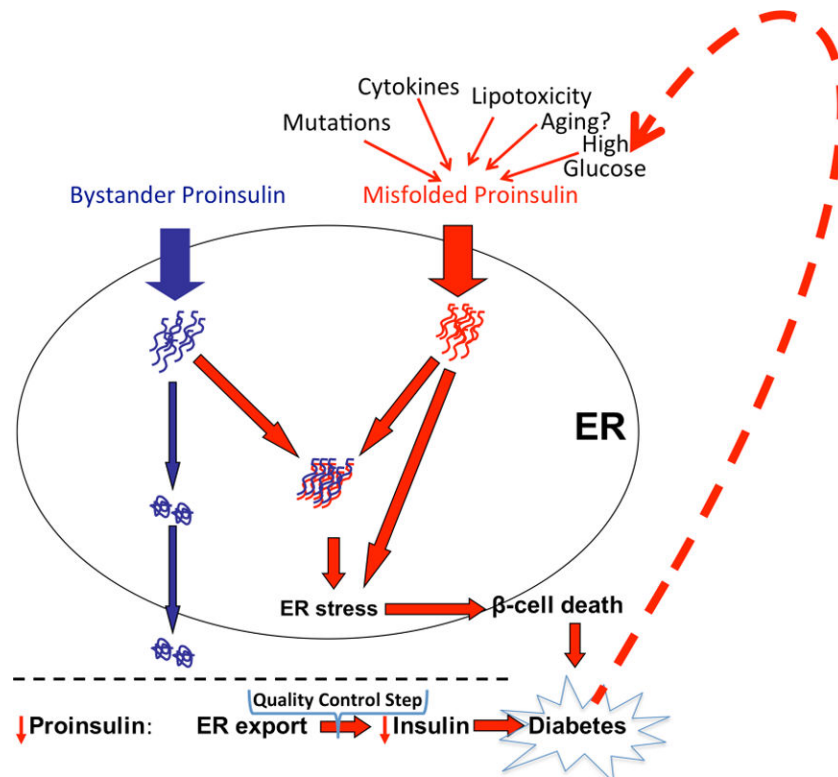 Cytokines
Lipotoxicity
Mutations
Aging?
High
Glucose
Bystander Proinsulin
Misfolded Proinsulin
ER
ER stress
β-cell death
Quality Control Step
↓Proinsulin:
ER export
↓Insulin
Diabetes